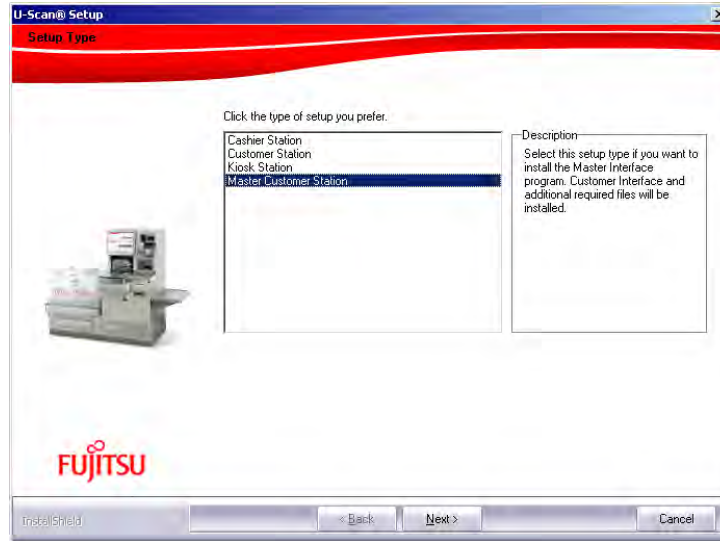 U-Scan® Setup
Setup Type
Click the type of setup you prefer.
Cashier Station
Customer Station
Kiosk Station
Master Customer Station
Description
Select this setup type if you want to
install the Master Interface
program. Customer Interface and
additional required files will be
installed.
FUJITSU
InstallShield
< Back
Next >
Cancel